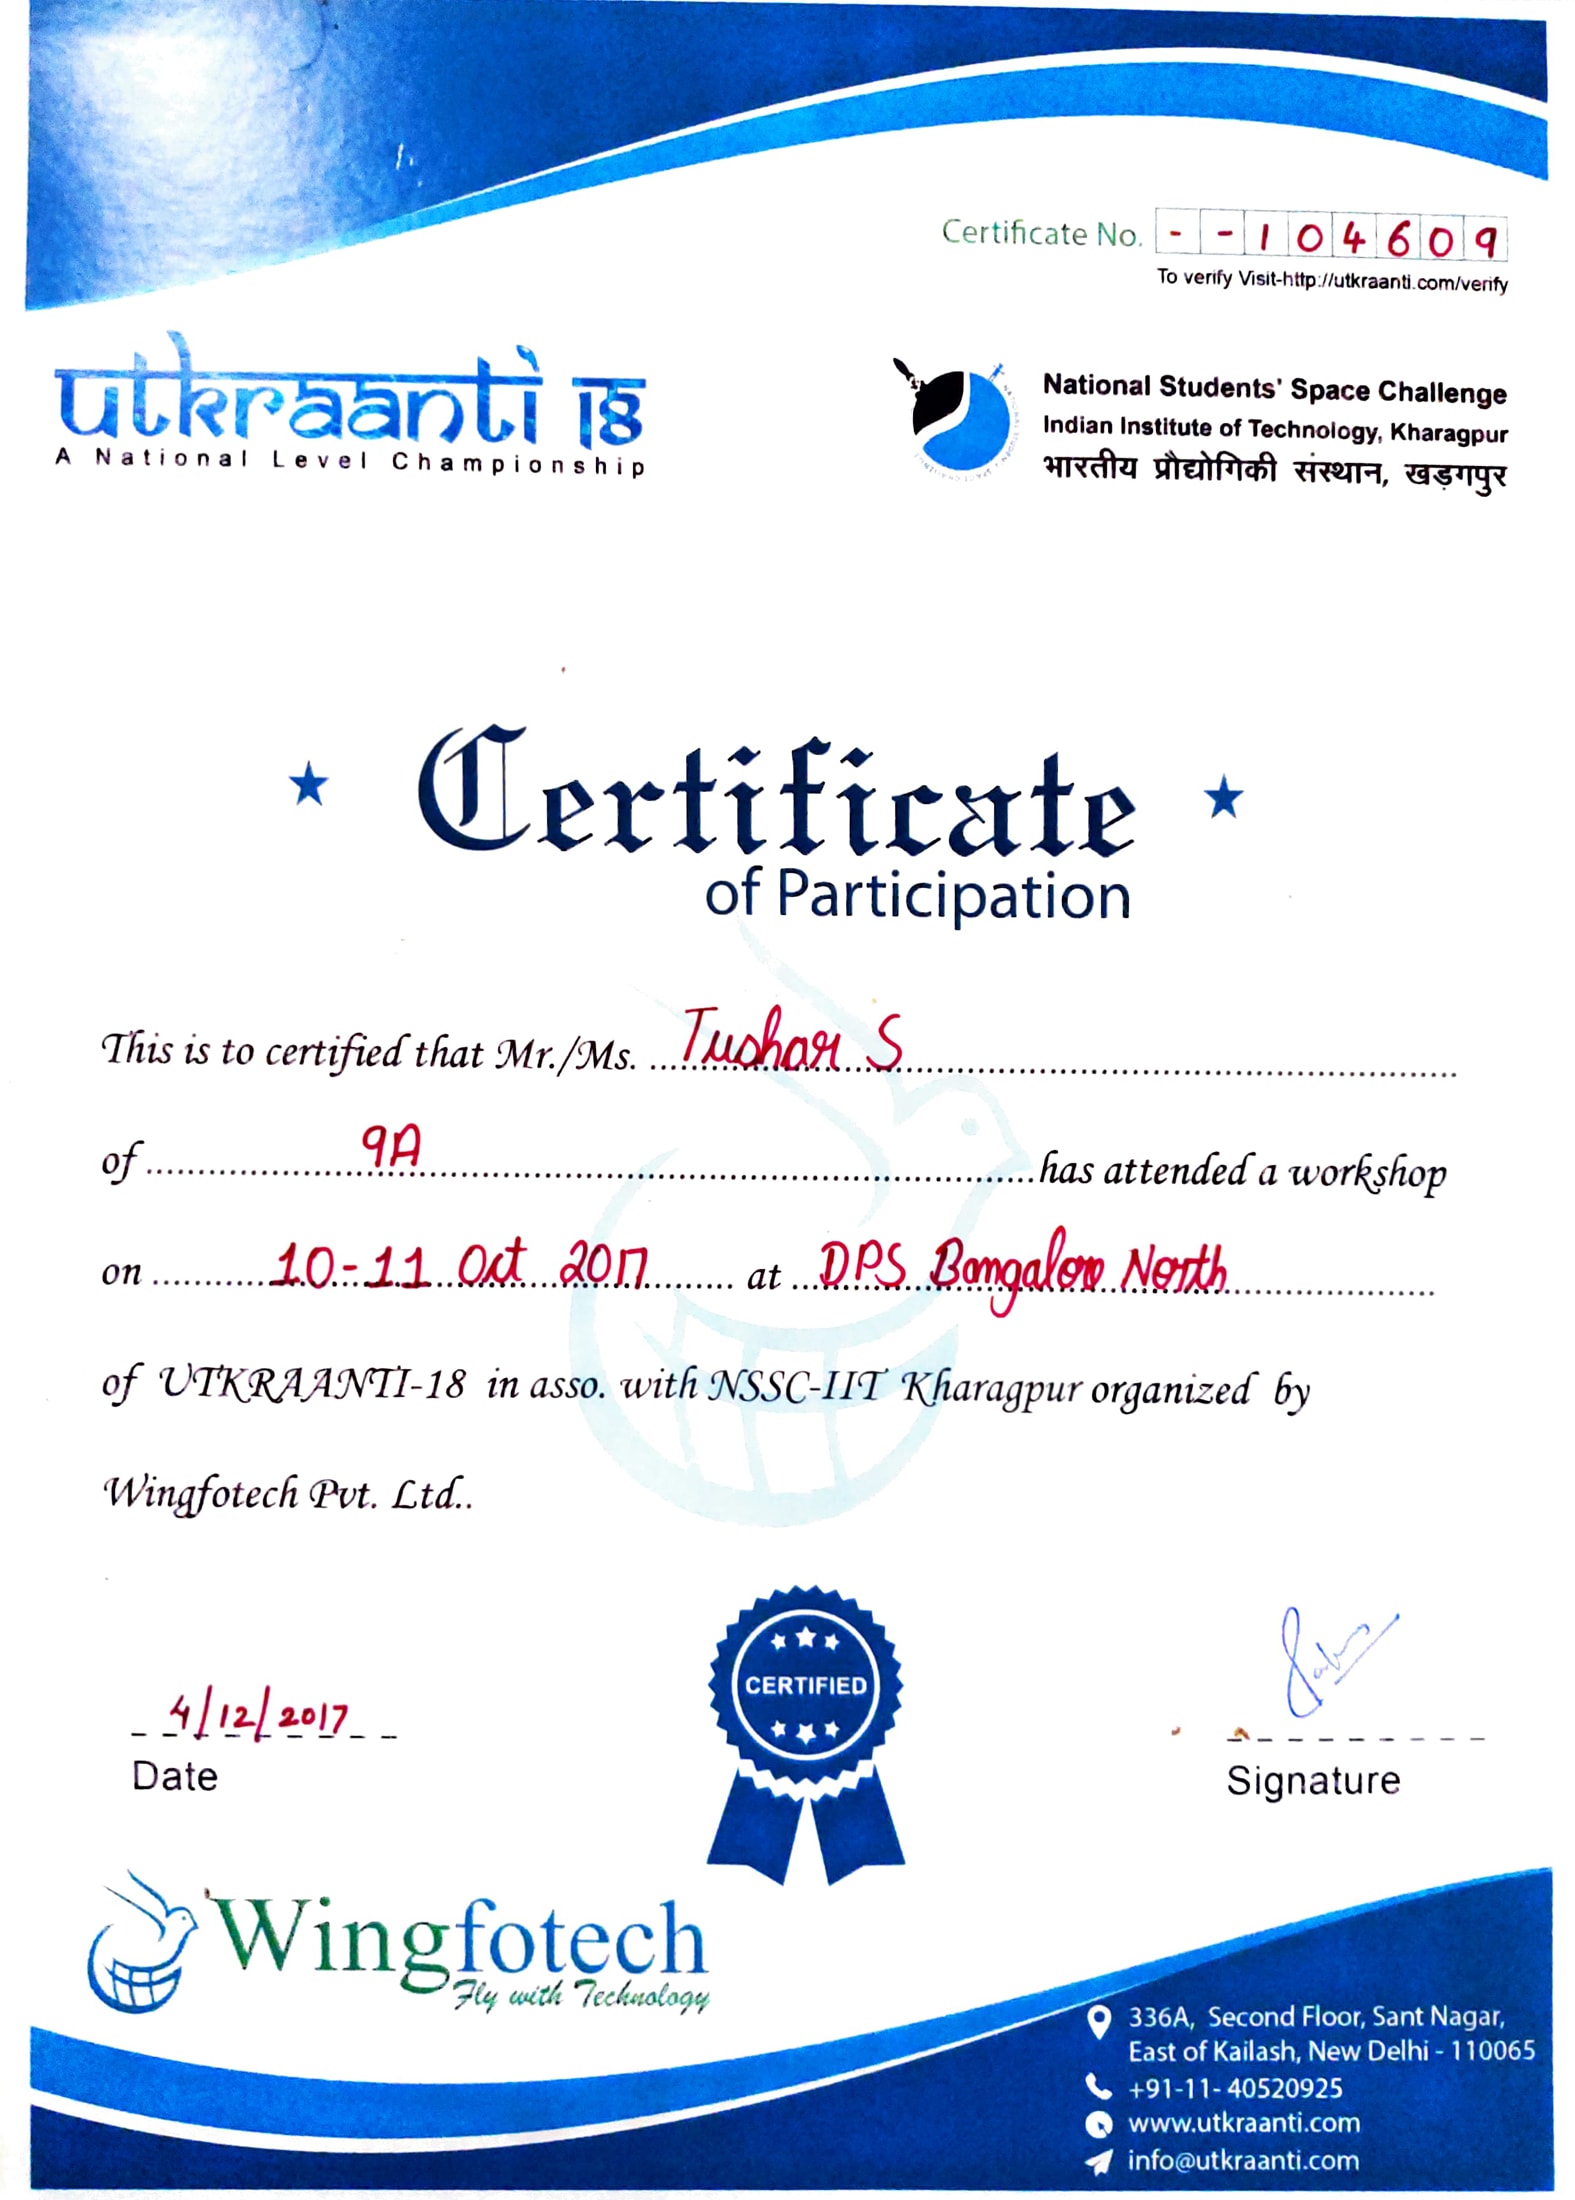 Certificate No. - - 1 0 4 6 0 9
To verify Visit-http://utkraanti.com/verify
utkraanti 18
A National Level Championship
National Students' Space Challenge
Indian Institute of Technology, Kharagpur
भारतीय प्रौद्योगिकी संस्थान, खड़गपुर
Certificate
of Participation
This is to certified that Mr./Ms. Tushar S
of 9A has attended a workshop
on 10-11 Oct 2017 at DPS Bangalore North
of UTKRAANTI-18 in asso. with NSSC-IIT Kharagpur organized by
Wingfotech Pvt. Ltd..
CERTIFIED
4/12/2017
Date
Signature
Wingfotech
Fly with Technology
336A, Second Floor, Sant Nagar,
East of Kailash, New Delhi - 110065
+91-11- 40520925
www.utkraanti.com
info@utkraanti.com